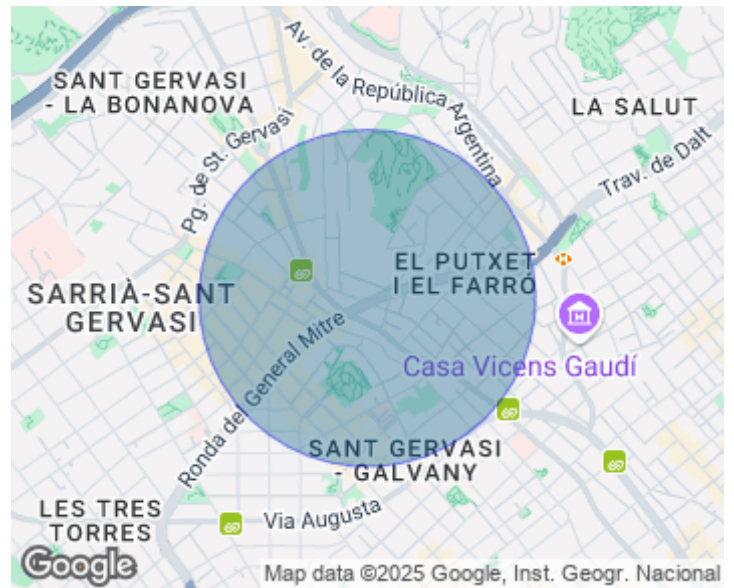 SANT GERVASI
- LA BONANOVA
Av. de la República Argentina
LA SALUT
Pg. de St. Gervasi
Trav. de Dalt
EL PUTXET
I EL FARRÓ
SARRIÀ-SANT
GERVASI
Ronda del General Mitre
Casa Vicens Gaudí
SANT GERVASI
- GALVANY
LES TRES
TORRES
Via Augusta
Google
Map data ©2025 Google, Inst. Geogr. Nacional